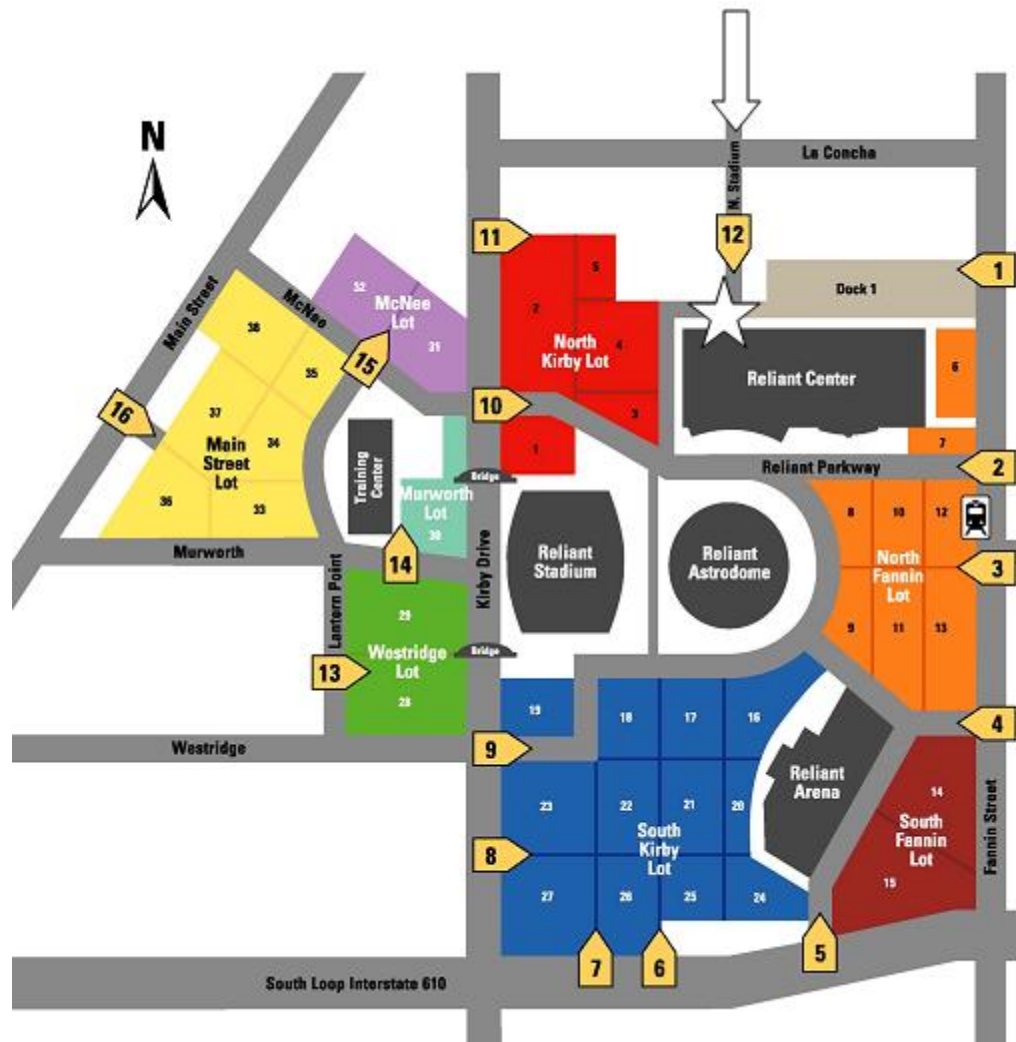 La Concha
N. Stadium
N
12
11
1
Dock 1
5
2
32
McNee
Lot
31
Main Street
McNee
38
4
North
Kirby Lot
Reliant Center
6
15
35
10
3
7
16
37
34
Main
Street
Lot
Training
Center
1
Bridge
Reliant Parkway
2
36
33
Murworth
Lot
30
8
10
12
North
Fannin
Lot
3
Murworth
14
Kirby Drive
Reliant
Stadium
Reliant
Astrodome
9
11
13
Lantern Point
29
Westridge
Lot
28
13
Bridge
19
18
17
16
4
Westridge
9
Reliant
Arena
14
South
Fannin
Lot
15
Fannin Street
23
22
21
20
South
Kirby
Lot
8
27
26
25
24
7
6
5
South Loop Interstate 610